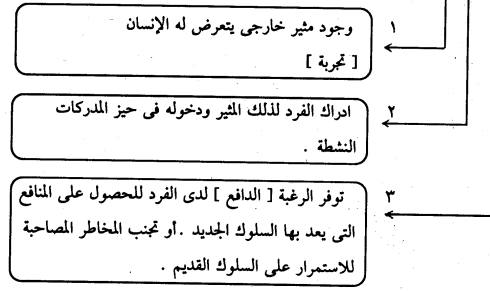 ١ وجود مثير خارجى يتعرض له الإنسان
[ تجربة ]
٢ ادراك الفرد لذلك المثير ودخوله فى حيز المدركات
النشطة .
٣ توفر الرغبة [ الدافع ] لدى الفرد للحصول على المنافع
التى يعد بها السلوك الجديد . أو تجنب المخاطر المصاحبة
للاستمرار على السلوك القديم .